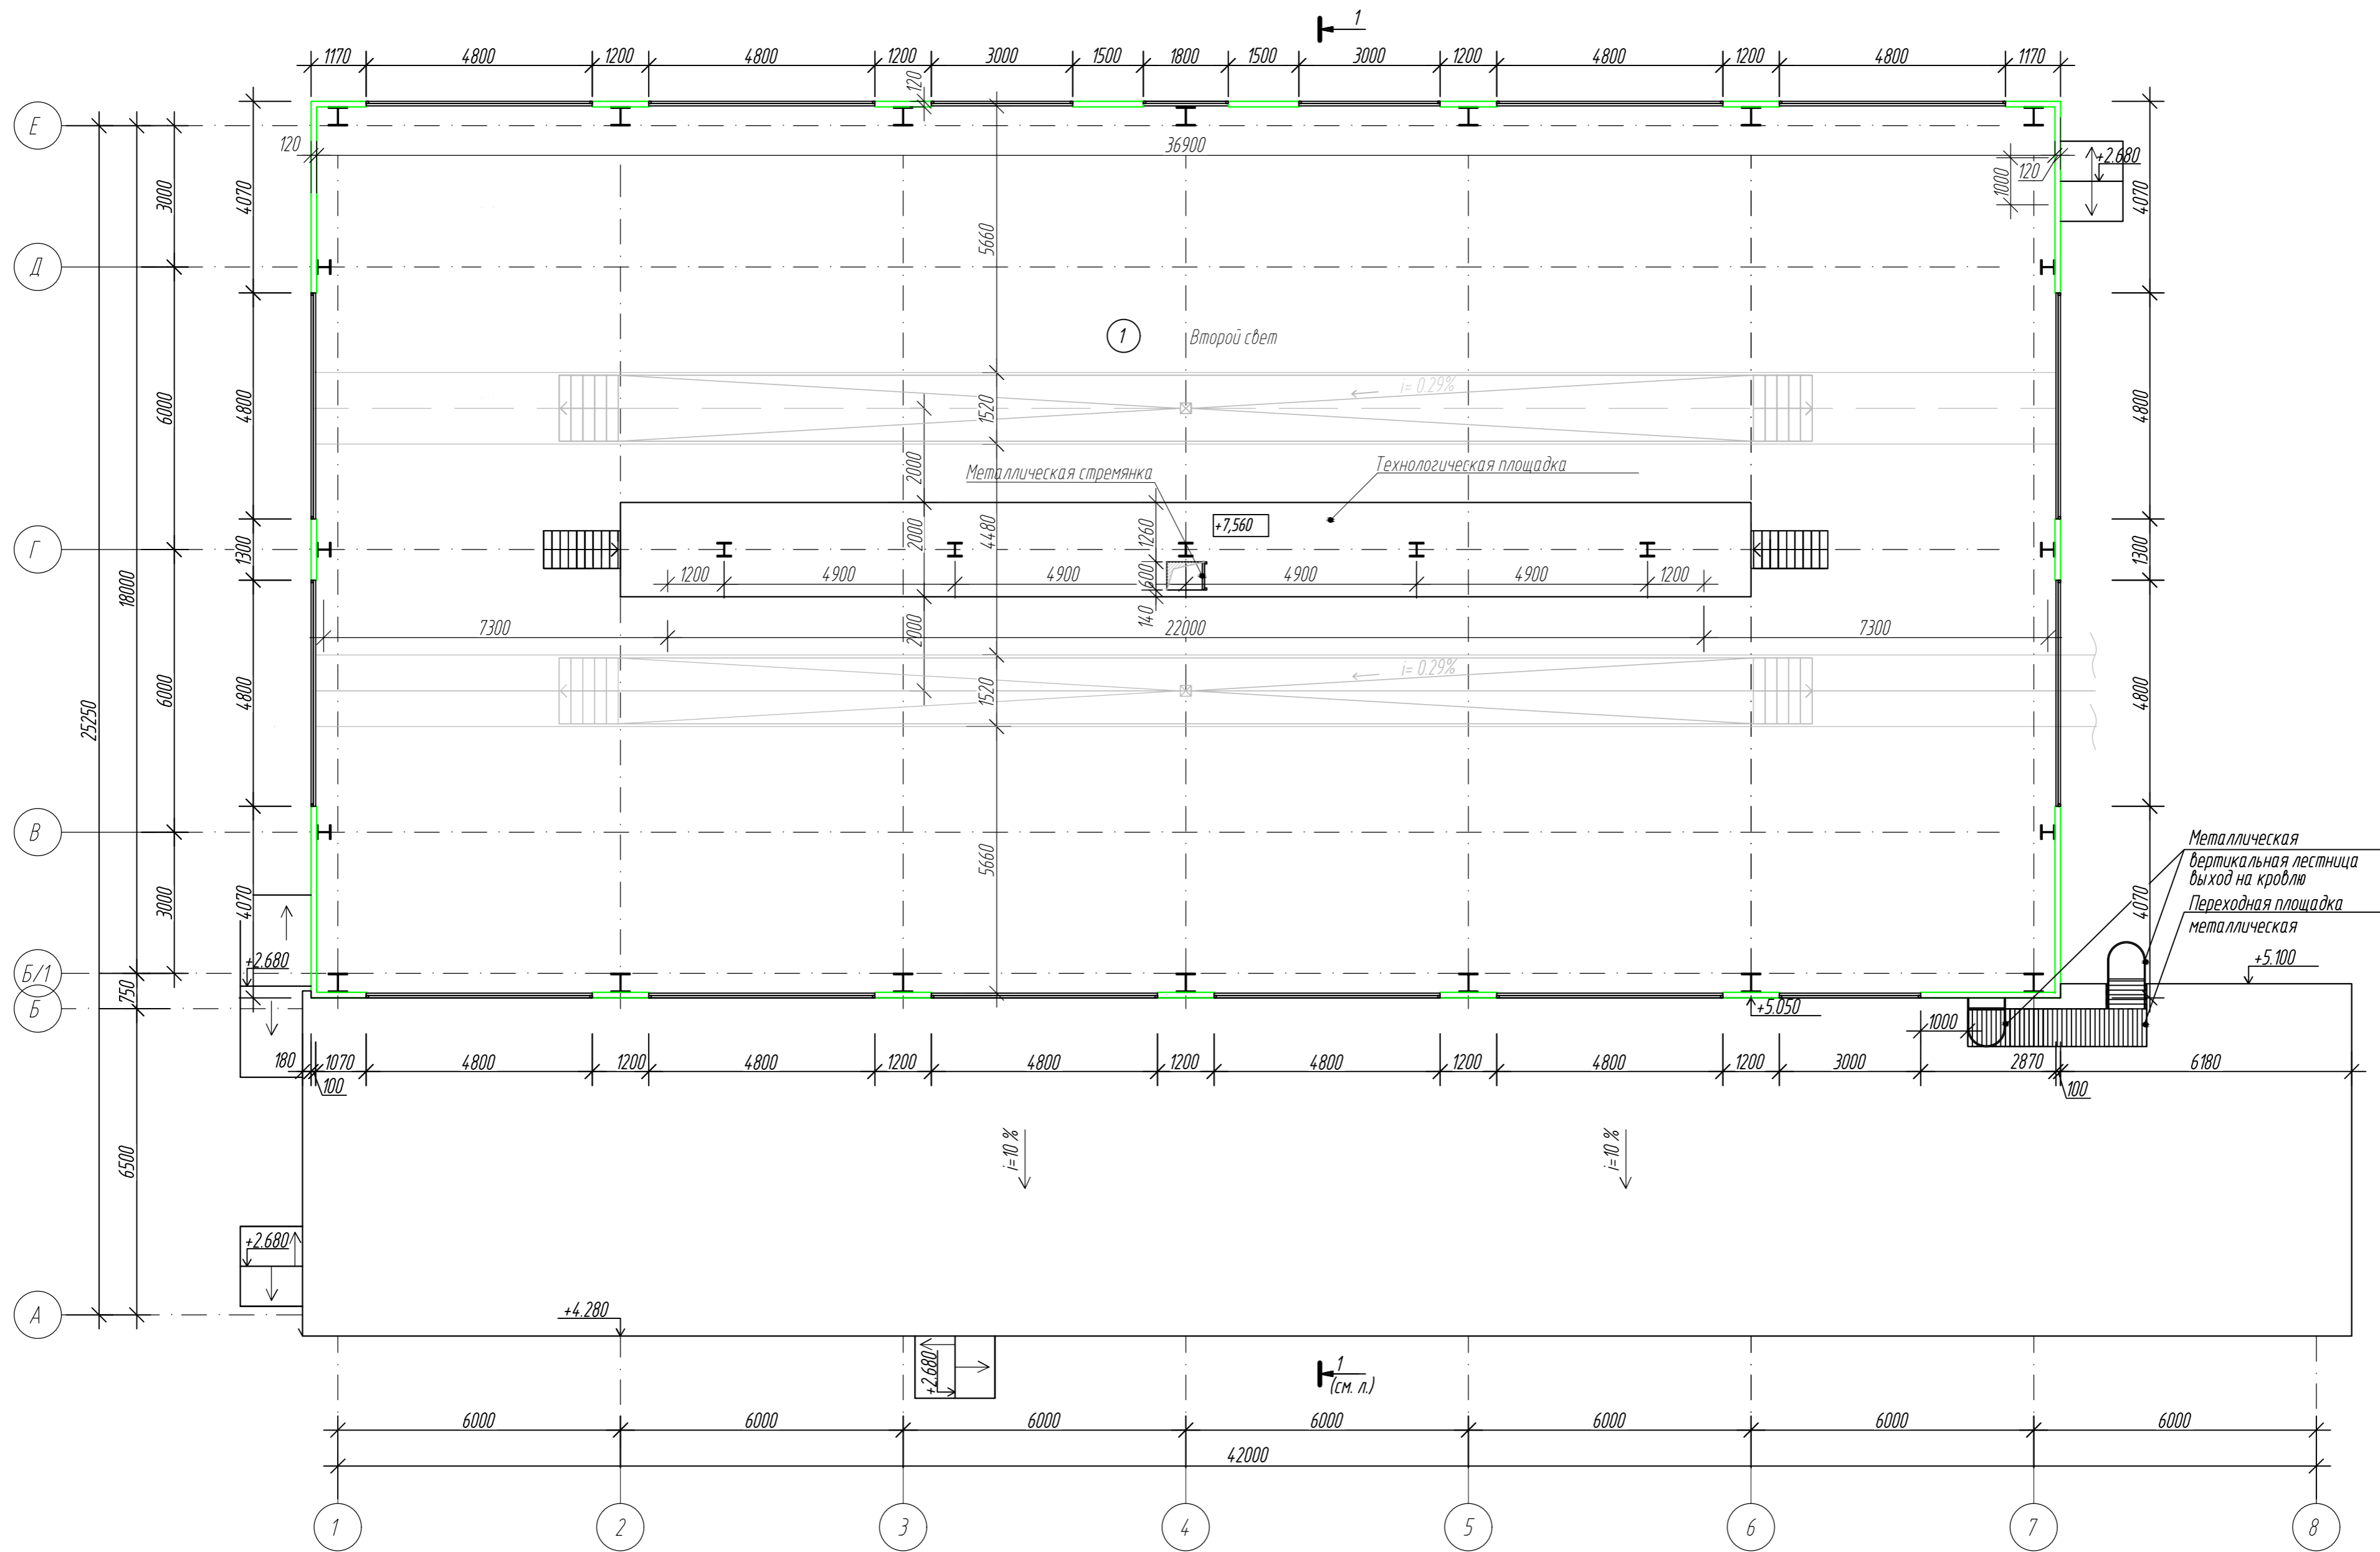 1
1170 4800 1200 4800 1200 3000 1500 1800 1500 3000 1200 4800 1200 4800 1170
120
Е
120
36900
1000
120
+2.680
3000
4070
5660
4070
Д
1
Второй свет
i= 0.29%
6000
4800
1520
4800
2000
Металлическая стремянка
Технологическая площадка
+7,560
Г
1300
2000
4480
1260
1300
1200
4900
4900
600
4900
4900
1200
18000
140
7300
2000
22000
7300
i= 0.29%
25250
6000
4800
1520
4800
В
Металлическая
вертикальная лестница
выход на кровлю
Переходная площадка
металлическая
3000
4070
5660
4070
+2.680
+5.100
Б/1
750
Б
+5.050
1000
180 1070 4800 1200 4800 1200 4800 1200 4800 1200 4800 1200 3000 2870 6180
100
100
6500
i=10 %
i=10 %
+2.680
А
+4.280
+2.680
1
(см. л.)
6000 6000 6000 6000 6000 6000 6000
42000
1 2 3 4 5 6 7 8